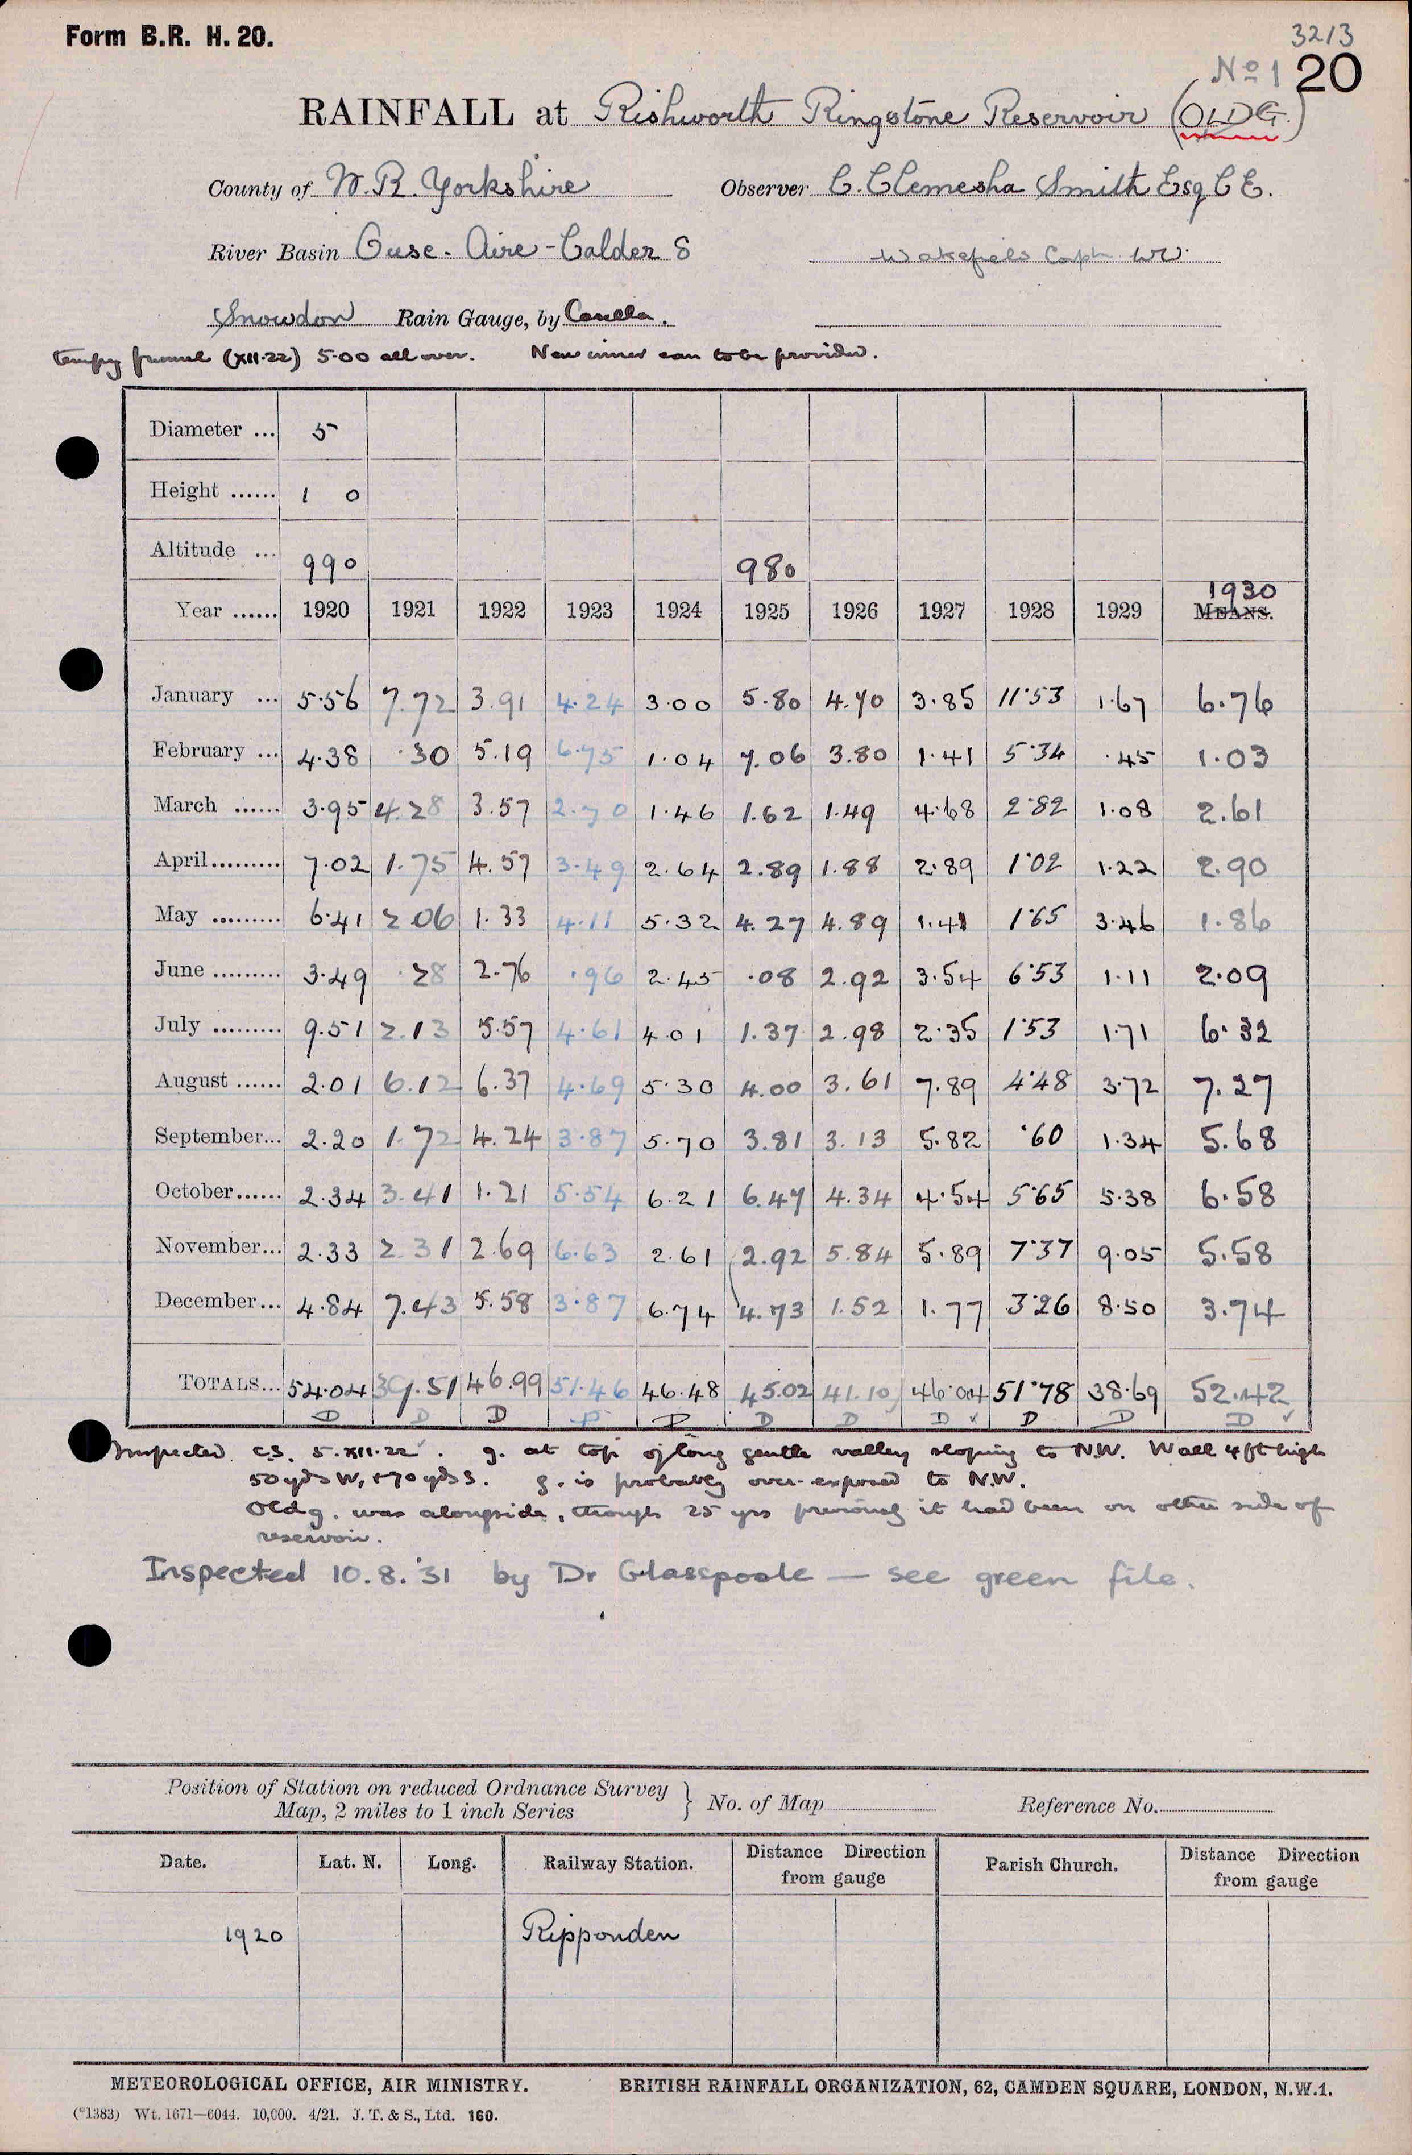 Form B.R. H. 20.
3213
No 1 20
RAINFALL at Rishworth Ringstone Reservoir (OLD G.)
County of W.R. Yorkshire Observer C. Clemesha Smith Esq C E.
River Basin Ouse - Aire - Calder S Wakefield Corpn. WW.
Snowdon Rain Gauge, by Casella.
tempy funnel (XII.22) 5.00 all over. New inner can to be provided.
Diameter ... 5
Height ...... 1 0
Altitude ... 990 980
1930
Year ...... 1920 1921 1922 1923 1924 1925 1926 1927 1928 1929 MEANS.
January ... 5.56 7.72 3.91 4.24 3.00 5.80 4.70 3.85 11.53 1.67 6.76
February ... 4.38 .30 5.19 6.75 1.04 7.06 3.80 1.41 5.34 .45 1.03
March ...... 3.95 4.28 3.57 2.70 1.46 1.62 1.49 4.68 2.82 1.08 2.61
April......... 7.02 1.75 4.57 3.49 2.64 2.89 1.88 2.89 1.02 1.22 2.90
May ......... 6.41 2.06 1.33 4.11 5.32 4.27 4.89 1.41 1.65 3.46 1.86
June ......... 3.49 .28 2.76 .96 2.45 .08 2.92 3.54 6.53 1.11 2.09
July ......... 9.51 2.13 5.57 4.61 4.01 1.37 2.98 2.35 1.53 1.71 6.32
August ...... 2.01 6.12 6.37 4.69 5.30 4.00 3.61 7.89 4.48 3.72 7.27
September... 2.20 1.72 4.24 3.87 5.70 3.81 3.13 5.82 .60 1.34 5.68
October...... 2.34 3.41 1.21 5.54 6.21 6.47 4.34 4.54 5.65 5.38 6.58
November... 2.33 2.31 2.69 6.63 2.61 2.92 5.84 5.89 7.37 9.05 5.58
December... 4.84 7.43 5.58 3.87 6.74 4.73 1.52 1.77 3.26 8.50 3.74
TOTALS... 54.04 39.51 46.99 51.46 46.48 45.02 41.10 46.04 51.78 38.69 52.42
D D D D D D D D ✓ D D D ✓
Inspected C.S. 5.XII.22. g. at top of long gentle valley sloping to N.W. Wall 4ft high
50 yds W, & 70 yds S. g. is probably over-exposed to N.W.
Old g. was alongside, though 25 yrs previously it had been on other side of
reservoir.
Inspected 10.8.'31 by Dr Glasspoole — see green file.
Position of Station on reduced Ordnance Survey
Map, 2 miles to 1 inch Series } No. of Map Reference No.
Date. Lat. N. Long. Railway Station. Distance Direction from gauge Parish Church. Distance Direction from gauge
1920 Ripponden
METEOROLOGICAL OFFICE, AIR MINISTRY. BRITISH RAINFALL ORGANIZATION, 62, CAMDEN SQUARE, LONDON, N.W.1.
(*1383) Wt. 1671—6044. 10,000. 4/21. J. T. & S., Ltd. 160.